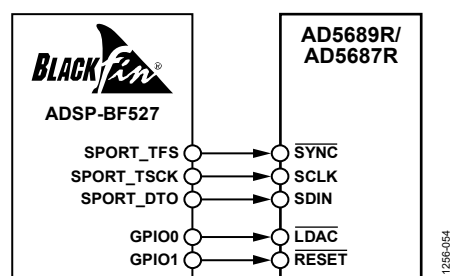 BLACKfin®
ADSP-BF527
SPORT_TFS
SPORT_TSCK
SPORT_DTO
GPIO0
GPIO1
AD5689R/
AD5687R
SYNC
SCLK
SDIN
LDAC
RESET
1256-054